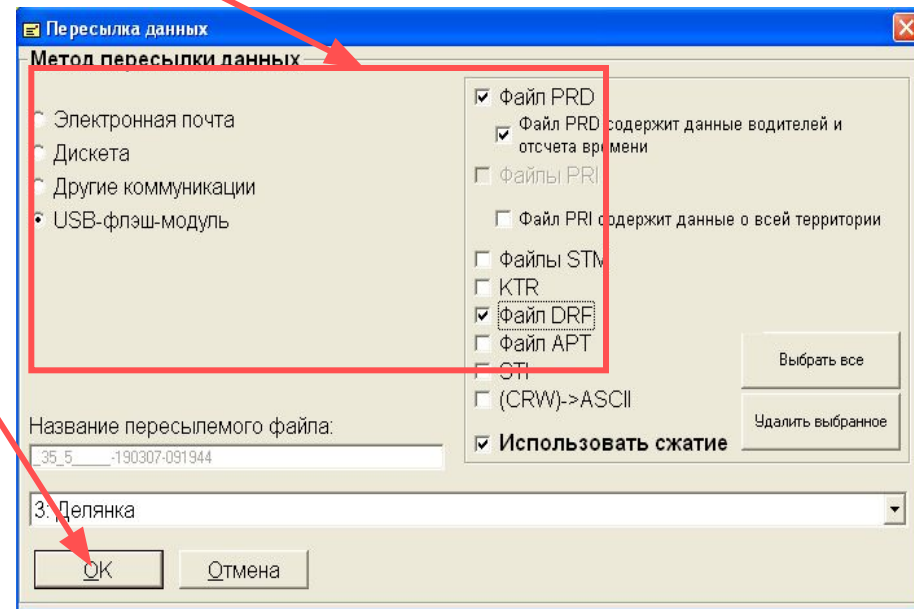 Пересылка данных
Метод пересылки данных
Электронная почта
Дискета
Другие коммуникации
USB-флэш-модуль
Файл PRD
Файл PRD содержит данные водителей и
отсчета времени
Файлы PRI
Файл PRI содержит данные о всей территории
Файлы STM
KTR
Файл DRF
Файл APT
STI
(CRW)->ASCII
Использовать сжатие
Выбрать все
Удалить выбранное
Название пересылемого файла:
_35_5_____-190307-091944
3: Делянка
OK
Отмена